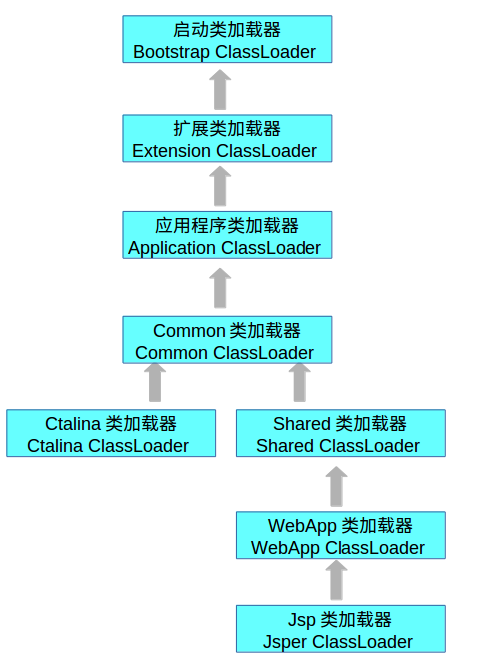 启动类加载器
Bootstrap ClassLoader
扩展类加载器
Extension ClassLoader
应用程序类加载器
Application ClassLoader
Common 类加载器
Common ClassLoader
Ctalina 类加载器
Ctalina ClassLoader
Shared 类加载器
Shared ClassLoader
WebApp 类加载器
WebApp ClassLoader
Jsp 类加载器
Jsper ClassLoader